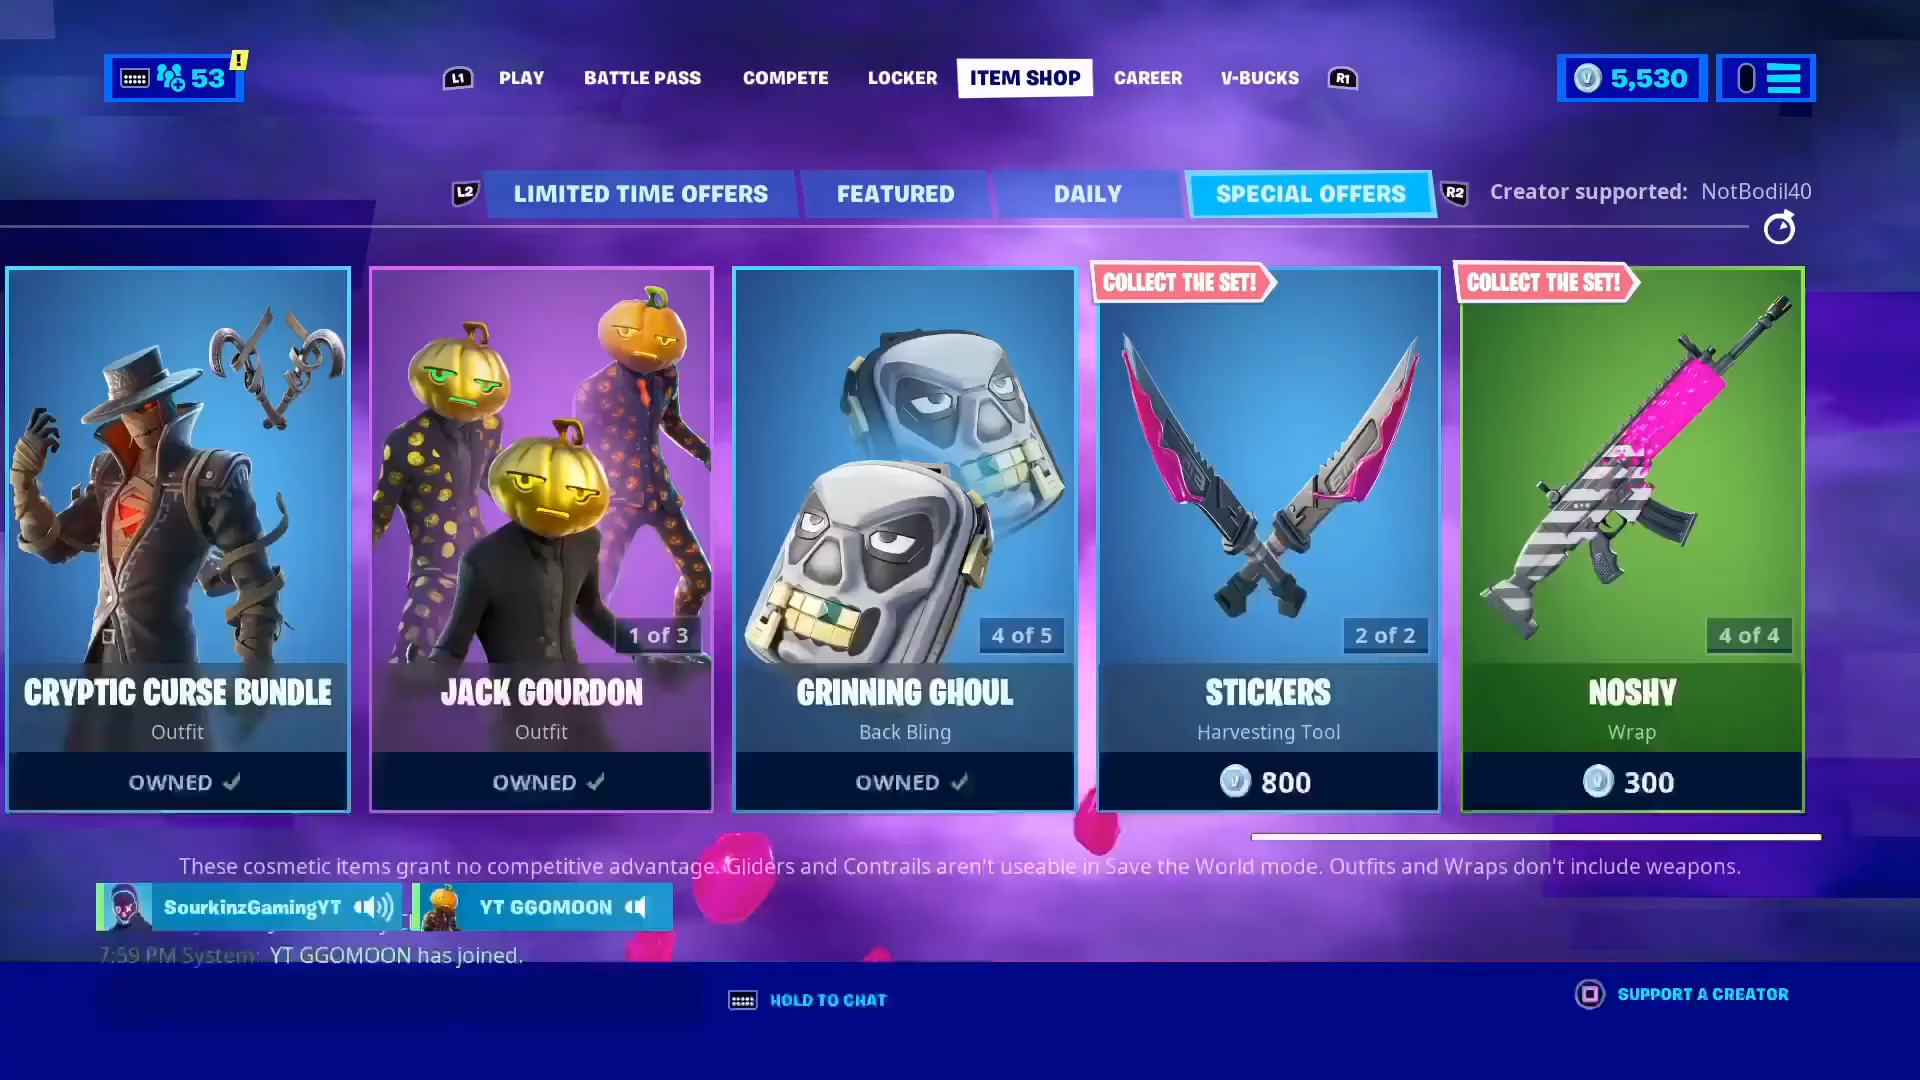 53
!
L1
PLAY
BATTLE PASS
COMPETE
LOCKER
ITEM SHOP
CAREER
V-BUCKS
R1
5,530
L2
LIMITED TIME OFFERS
FEATURED
DAILY
SPECIAL OFFERS
R2
Creator supported: NotBodil40
CRYPTIC CURSE BUNDLE
Outfit
OWNED
1 of 3
JACK GOURDON
Outfit
OWNED
4 of 5
GRINNING GHOUL
Back Bling
OWNED
COLLECT THE SET!
2 of 2
STICKERS
Harvesting Tool
800
COLLECT THE SET!
4 of 4
NOSHY
Wrap
300
These cosmetic items grant no competitive advantage. Gliders and Contrails aren't useable in Save the World mode. Outfits and Wraps don't include weapons.
SourkinzGamingYT
YT GGOMOON
7:59 PM System: YT GGOMOON has joined.
HOLD TO CHAT
SUPPORT A CREATOR